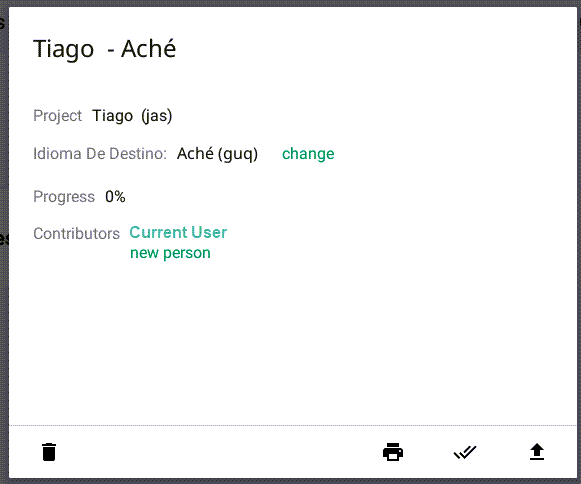 Tiago - Aché
Project Tiago (jas)
Idioma De Destino: Aché (guq) change
Progress 0%
Contributors Current User
new person